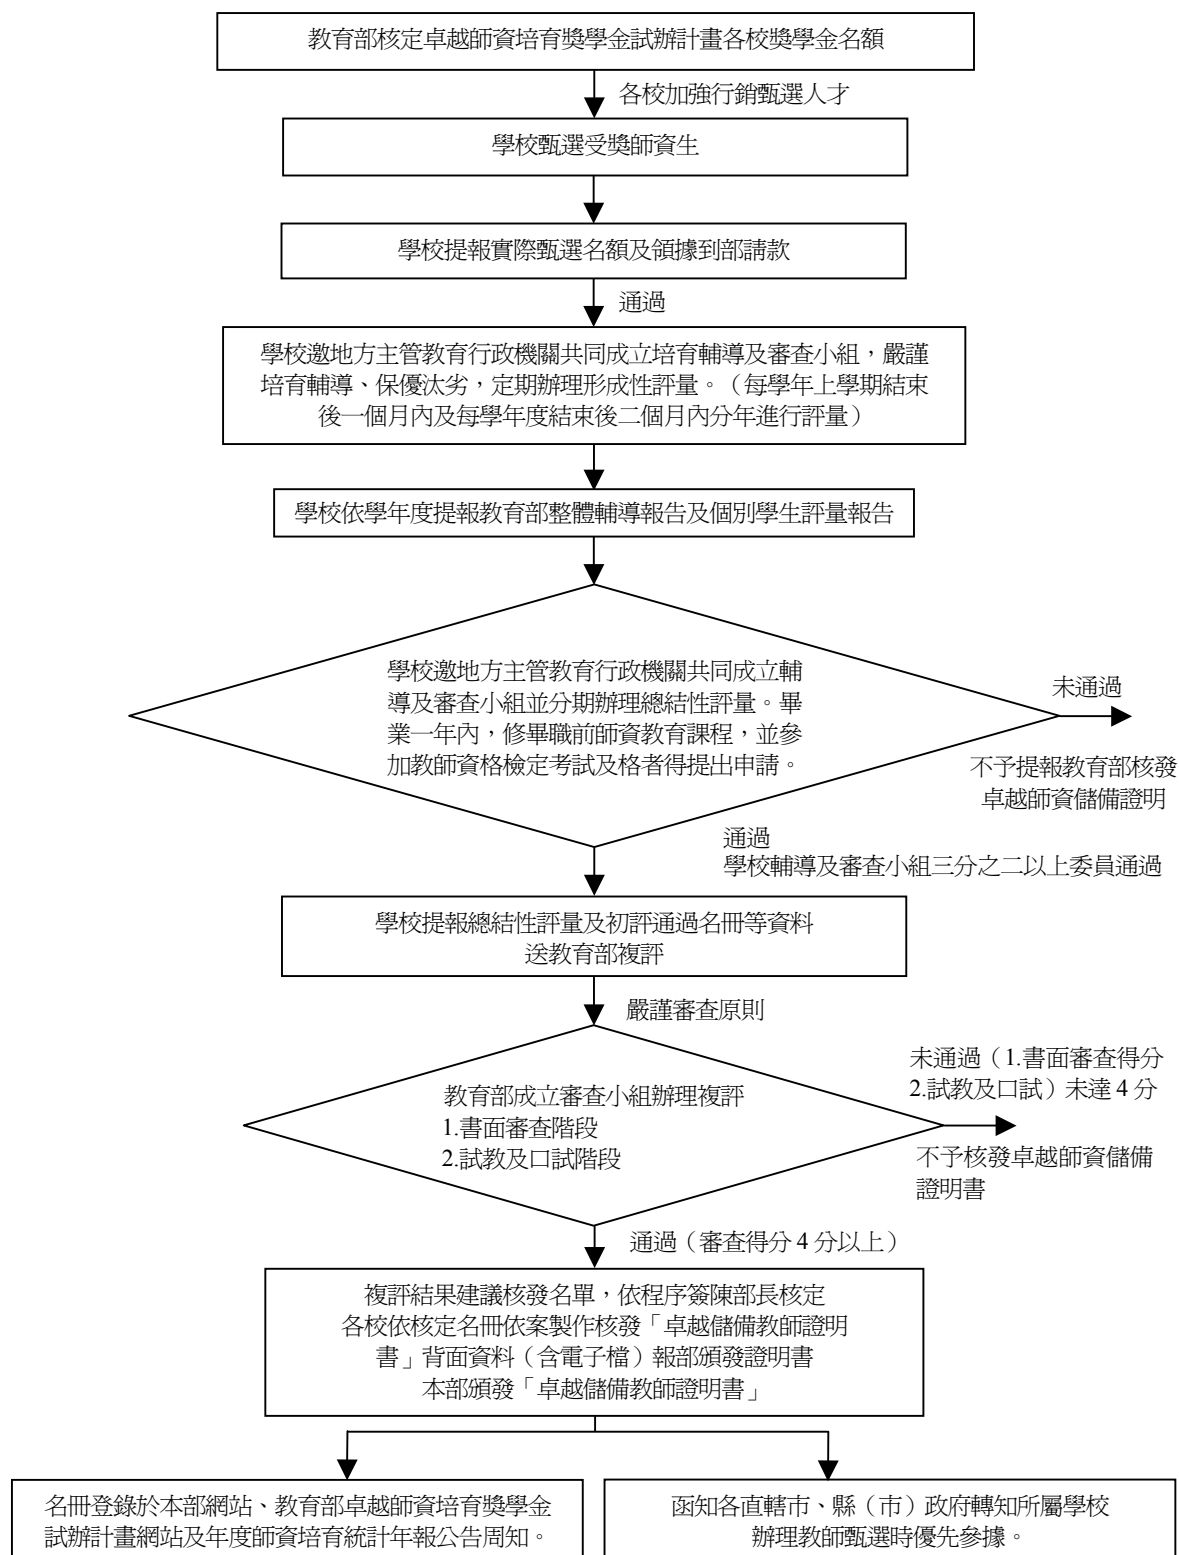 教育部核定卓越師資培育獎學金試辦計畫各校獎學金名額
各校加強行銷甄選人才
學校甄選受獎師資生
學校提報實際甄選名額及領據到部請款
通過
學校邀地方主管教育行政機關共同成立培育輔導及審查小組，嚴謹
培育輔導、保優汰劣，定期辦理形成性評量。（每學年上學期結束
後一個月內及每學年度結束後二個月內分年進行評量）
學校依學年度提報教育部整體輔導報告及個別學生評量報告
學校邀地方主管教育行政機關共同成立輔
導及審查小組並分期辦理總結性評量。畢
業一年內，修畢職前師資教育課程，並參
加教師資格檢定考試及格者得提出申請。
未通過
不予提報教育部核發
卓越師資儲備證明
通過
學校輔導及審查小組三分之二以上委員通過
學校提報總結性評量及初評通過名冊等資料
送教育部複評
嚴謹審查原則
教育部成立審查小組辦理複評
1.書面審查階段
2.試教及口試階段
未通過（1.書面審查得分
2.試教及口試）未達 4 分
不予核發卓越師資儲備
證明書
通過（審查得分 4 分以上）
複評結果建議核發名單，依程序簽陳部長核定
各校依核定名冊依案製作核發「卓越儲備教師證明
書」背面資料（含電子檔）報部頒發證明書
本部頒發「卓越儲備教師證明書」
名冊登錄於本部網站、教育部卓越師資培育獎學金
試辦計畫網站及年度師資培育統計年報公告周知。
函知各直轄市、縣（市）政府轉知所屬學校
辦理教師甄選時優先參據。